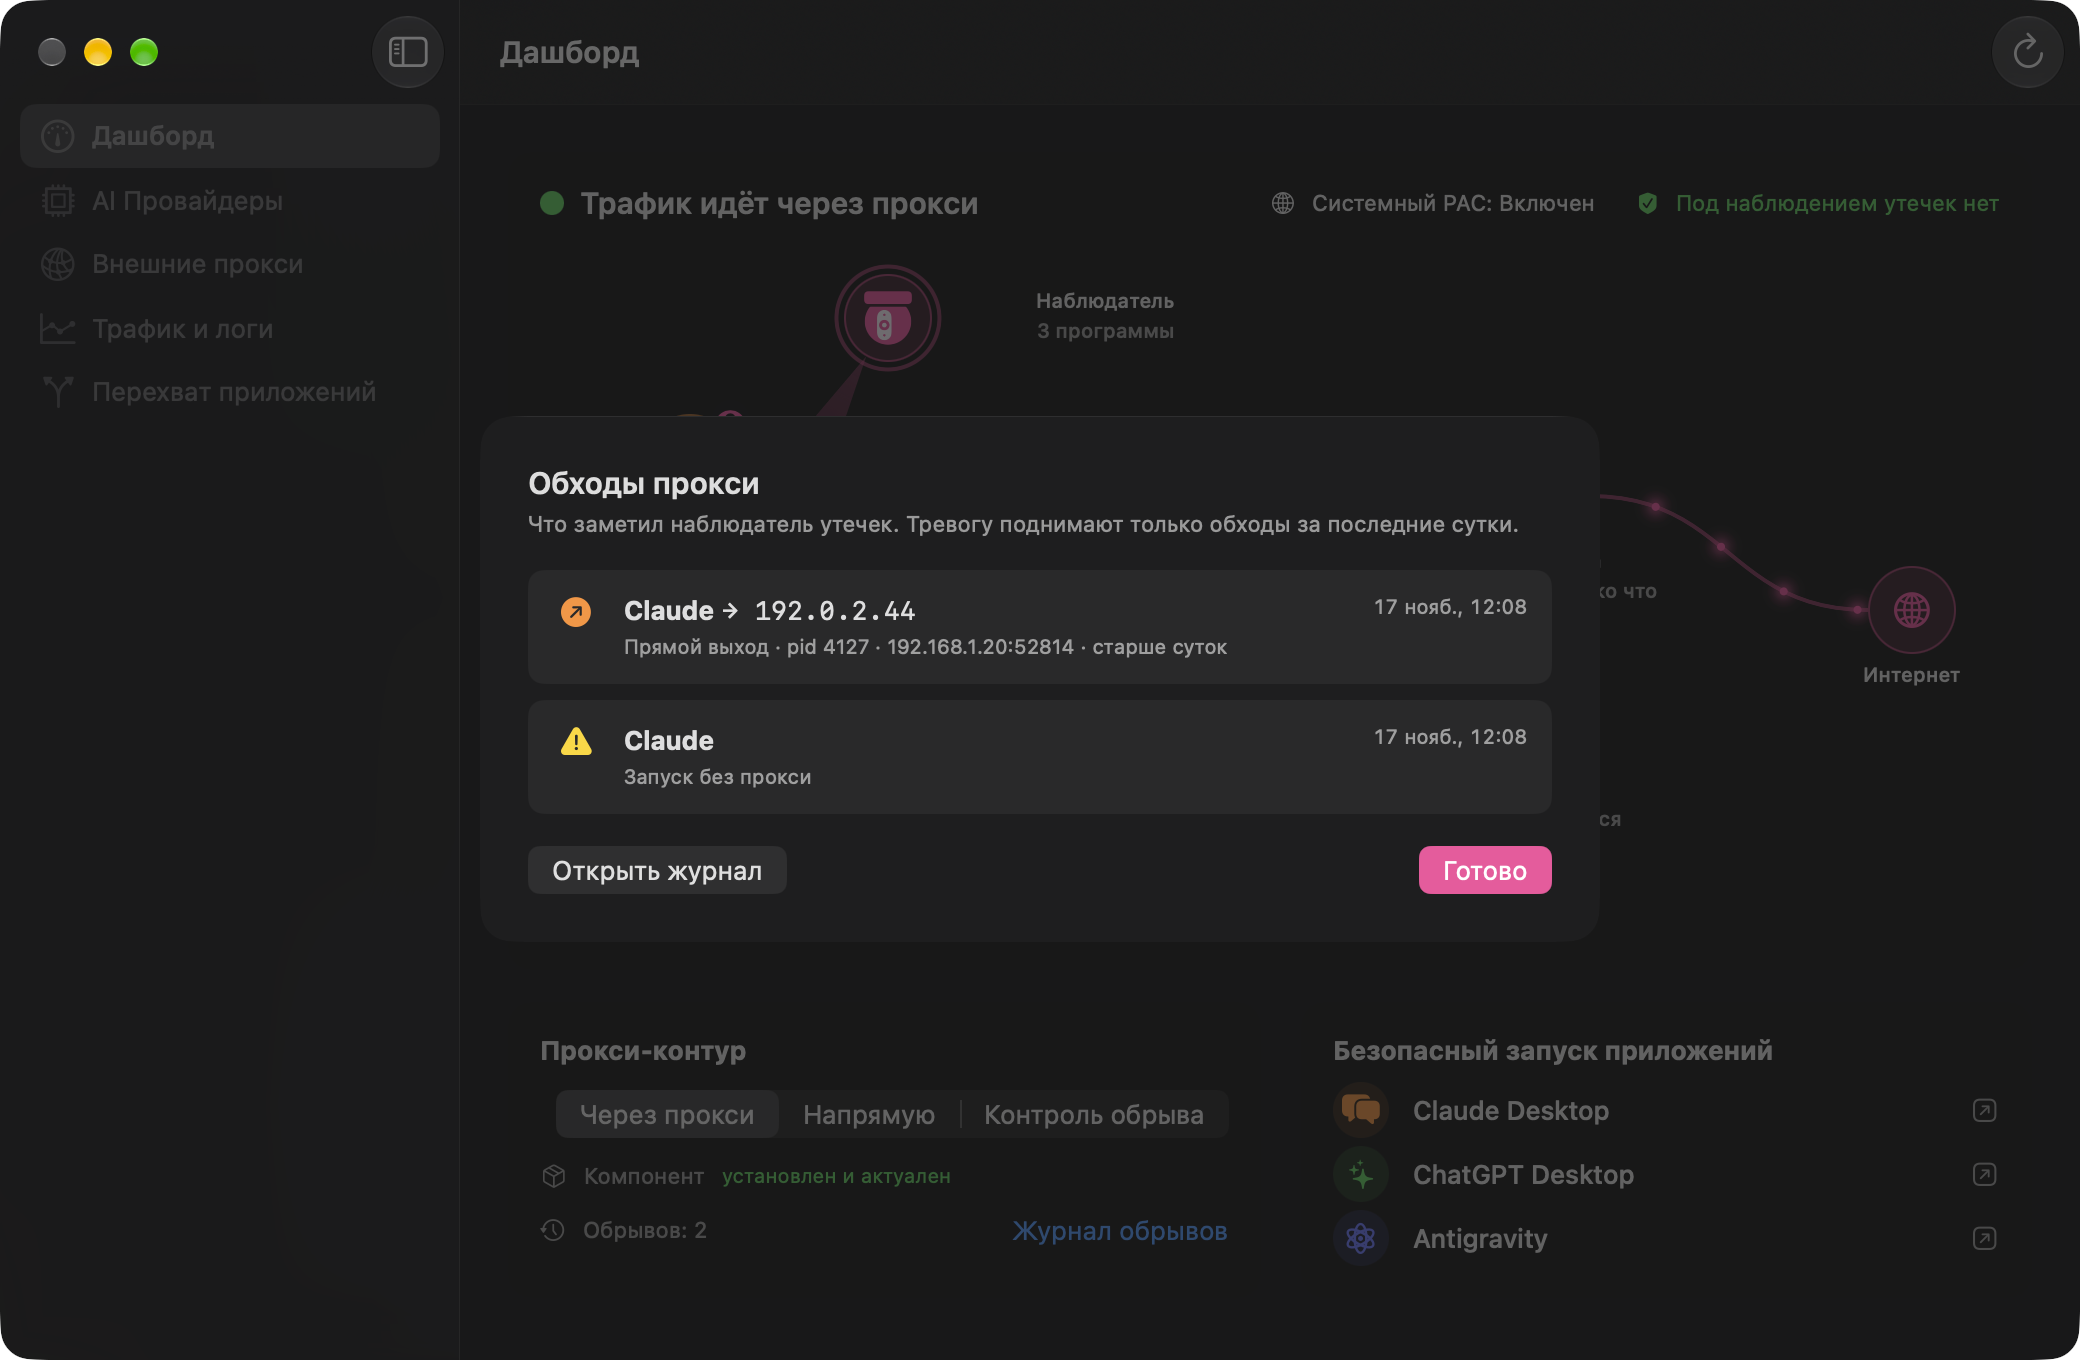 Дашборд
Дашборд
AI Провайдеры
Внешние прокси
Трафик и логи
Перехват приложений
Трафик идёт через прокси
Системный PAC: Включен
Под наблюдением утечек нет
Наблюдатель
3 программы
Обходы прокси
Что заметил наблюдатель утечек. Тревогу поднимают только обходы за последние сутки.
Claude → 192.0.2.44
17 нояб., 12:08
Прямой выход · pid 4127 · 192.168.1.20:52814 · старше суток
Claude
17 нояб., 12:08
Запуск без прокси
Открыть журнал
Готово
что
Интернет
Прокси-контур
Через прокси
Напрямую
Контроль обрыва
Компонент установлен и актуален
Обрывов: 2
Журнал обрывов
Безопасный запуск приложений
Claude Desktop
ChatGPT Desktop
Antigravity